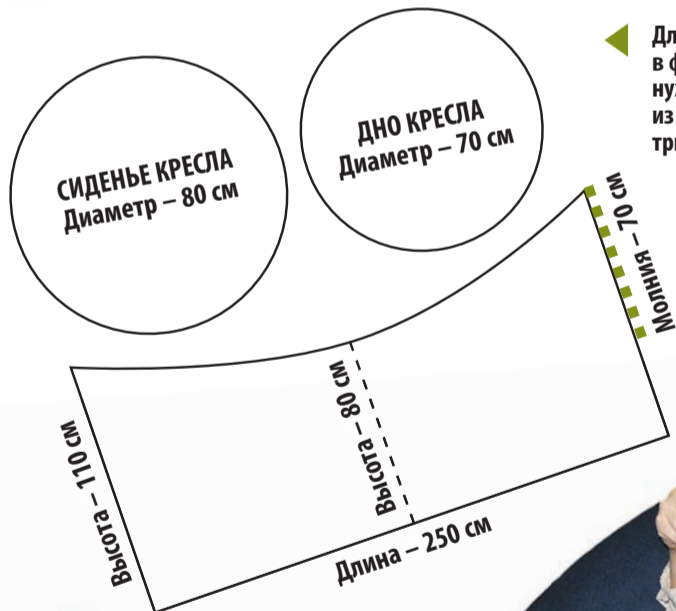 СИДЕНЬЕ КРЕСЛА
Диаметр – 80 см
ДНО КРЕСЛА
Диаметр – 70 см
в
из
Молния – 70 см
Высота – 80 см
Высота – 110 см
Длина – 250 см